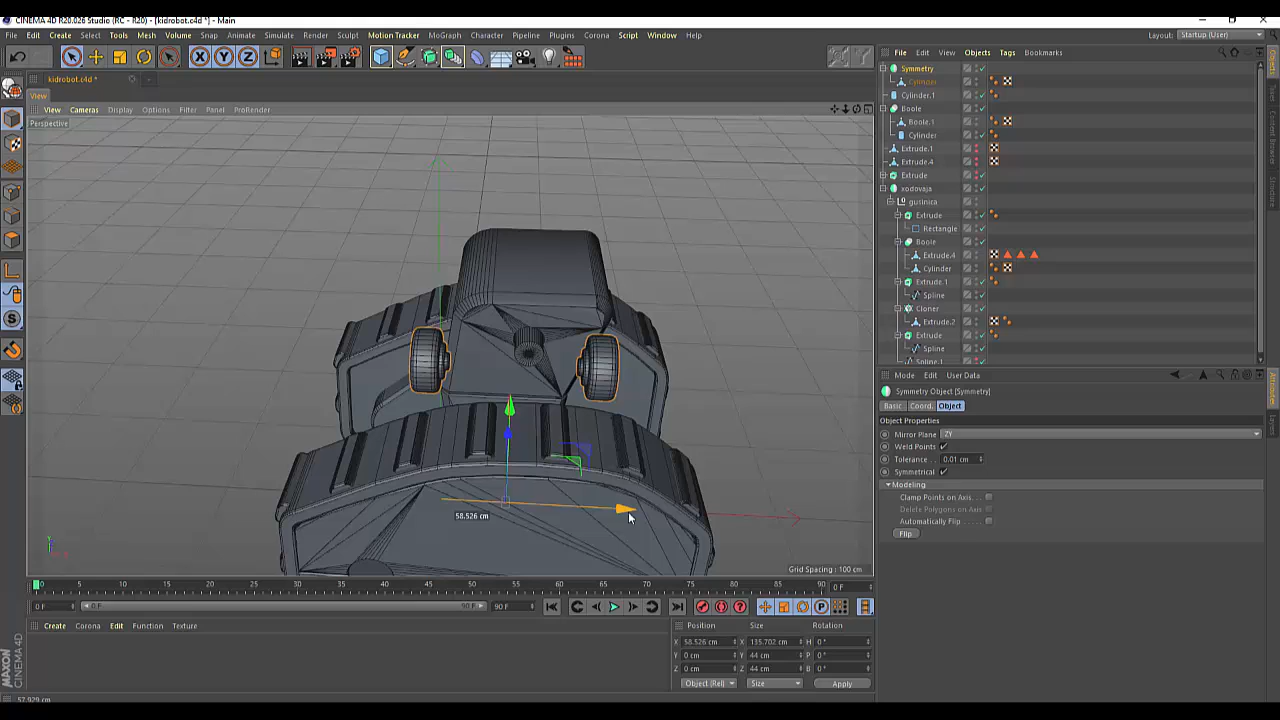 CINEMA 4D R20.026 Studio (RC - R20) - [kidrobot.c4d *] - Main
File Edit Create Select Tools Mesh Volume Snap Animate Simulate Render Sculpt Motion Tracker MoGraph Character Pipeline Plugins Corona Script Window Help
Layout: Startup (User)
kidrobot.c4d *
View
View Cameras Display Options Filter Panel ProRender
Perspective
58.526 cm
Grid Spacing : 100 cm
File Edit View Objects Tags Bookmarks
Symmetry
Cylinder
Cylinder.1
Boole
Boole.1
Cylinder
Extrude.1
Extrude.4
Extrude
xodovaja
gusinica
Extrude
Rectangle
Boole
Extrude.4
Cylinder
Extrude.1
Spline
Cloner
Extrude.2
Extrude
Spline
Spline.1
Mode Edit User Data
Symmetry Object [Symmetry]
Basic Coord. Object
Object Properties
Mirror Plane ZY
Weld Points
Tolerance . . 0.01 cm
Symmetrical
Modeling
Clamp Points on Axis
Delete Polygons on Axis
Automatically Flip
Flip
0 5 10 15 20 25 30 35 40 45 50 55 60 65 70 75 80 85 90 0 F
0 F 0 F 90 F 90 F
Create Corona Edit Function Texture
Position Size Rotation
X 58.526 cm X 135.702 cm H 0 °
Y 0 cm Y 44 cm P 0 °
Z 0 cm Z 44 cm B 0 °
Object (Rel) Size Apply
MAXON CINEMA 4D
57.929 cm